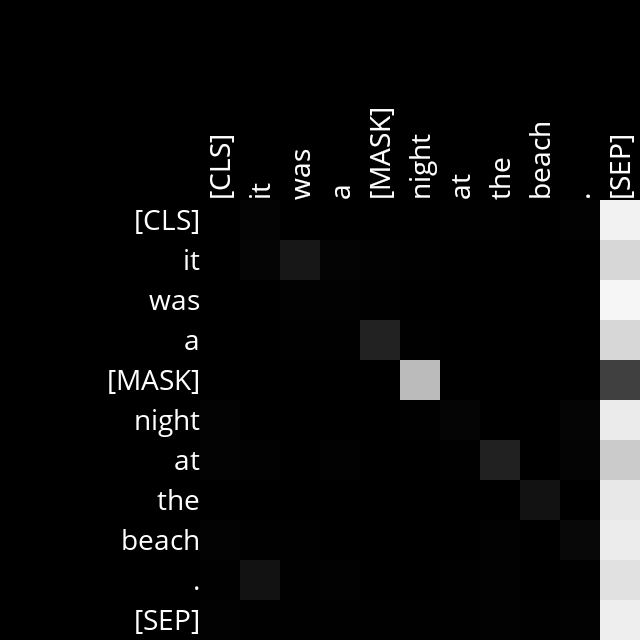 [CLS] it was a [MASK] night at the beach . [SEP]
[CLS]
it
was
a
[MASK]
night
at
the
beach
.
[SEP]